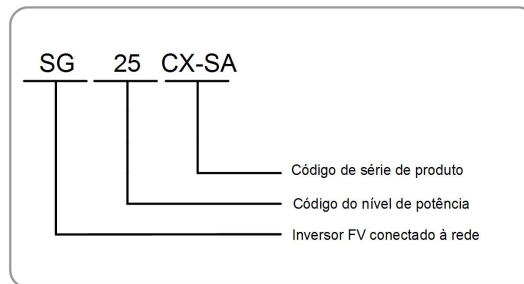 SG 25 CX-SA
Código de série de produto
Código do nível de potência
Inversor FV conectado à rede